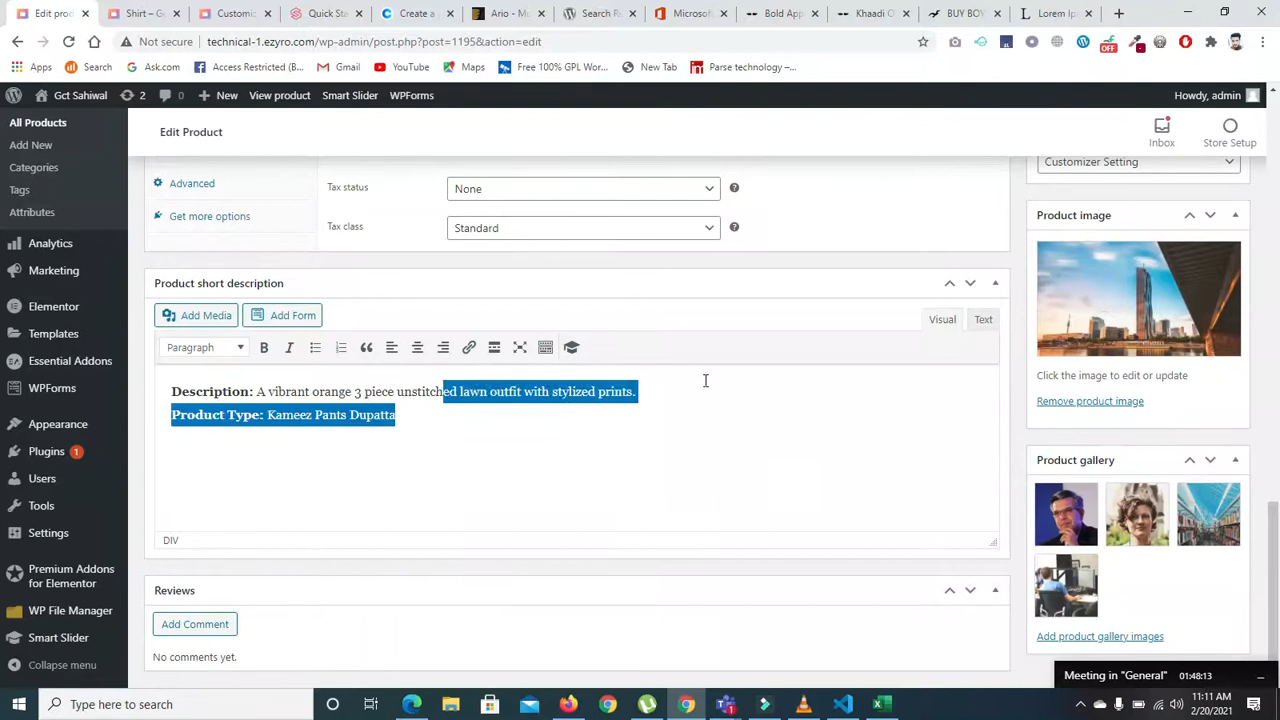 Edit proc
Shirt – G
Customiz
Quick Sta
Create a
Ario - Mu
Search Re
Microsoft
Bold App
Khaadi O
BUY BOY
Lorem Ip
Not secure | technical-1.ezyro.com/wp-admin/post.php?post=1195&action=edit
OFF
Apps Search Ask.com Access Restricted (B... Gmail YouTube Maps Free 100% GPL Wor... New Tab Parse technology –...
Gct Sahiwal 2 0 New View product Smart Slider WPForms Howdy, admin
All Products
Add New
Categories
Tags
Attributes
Analytics
Marketing
Elementor
Templates
Essential Addons
WPForms
Appearance
Plugins 1
Users
Tools
Settings
Premium Addons
for Elementor
WP File Manager
Smart Slider
Collapse menu
Edit Product
Inbox
Store Setup
Advanced
Get more options
Tax status None
Tax class Standard
Product short description
Add Media Add Form
Visual Text
Paragraph
Description: A vibrant orange 3 piece unstitched lawn outfit with stylized prints.
Product Type: Kameez Pants Dupatta
DIV
Reviews
Add Comment
No comments yet.
Customizer Setting
Product image
Click the image to edit or update
Remove product image
Product gallery
Add product gallery images
Meeting in "General" 01:48:13
Type here to search
11:11 AM
2/20/2021